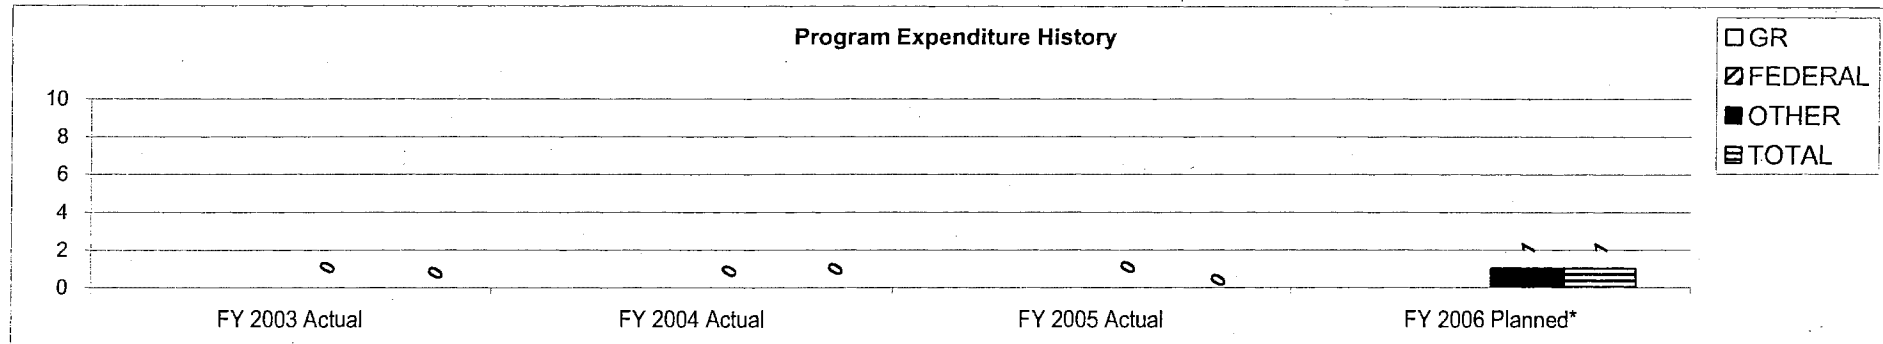 Program Expenditure History
GR
FEDERAL
OTHER
TOTAL
10
8
6
4
2
0
0 0 0 0 0 0 1 1
FY 2003 Actual FY 2004 Actual FY 2005 Actual FY 2006 Planned*